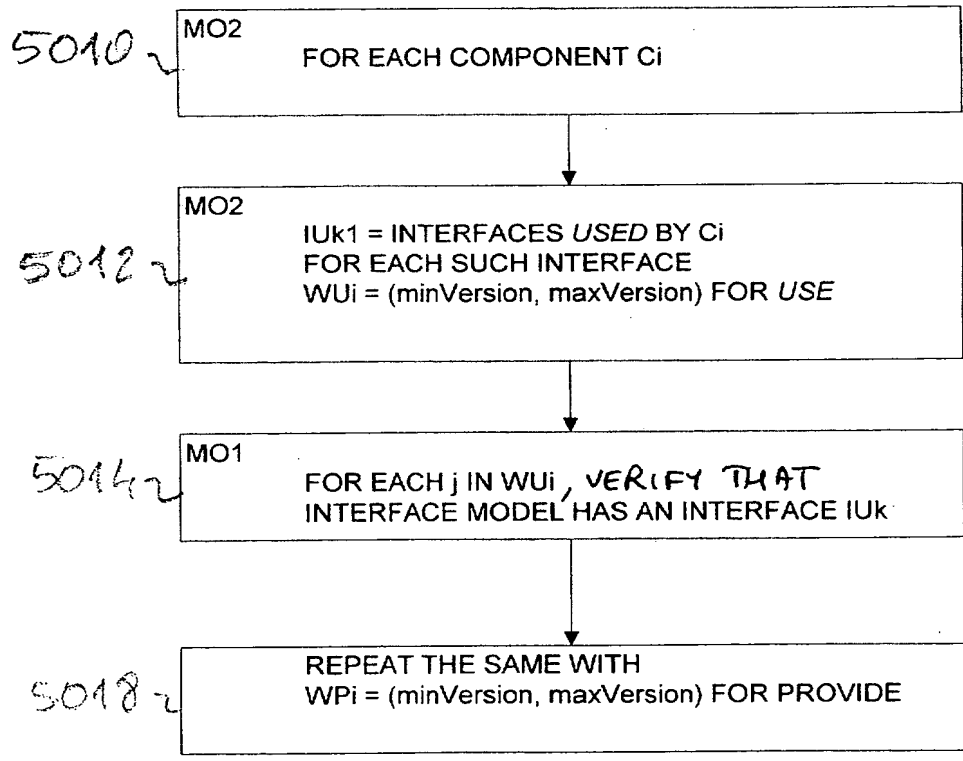 5010
MO2
FOR EACH COMPONENT Ci
5012
MO2
IUk1 = INTERFACES USED BY Ci
FOR EACH SUCH INTERFACE
WUi = (minVersion, maxVersion) FOR USE
5014
MO1
FOR EACH j IN WUi, VERIFY THAT
INTERFACE MODEL HAS AN INTERFACE IUk
5018
REPEAT THE SAME WITH
WPi = (minVersion, maxVersion) FOR PROVIDE